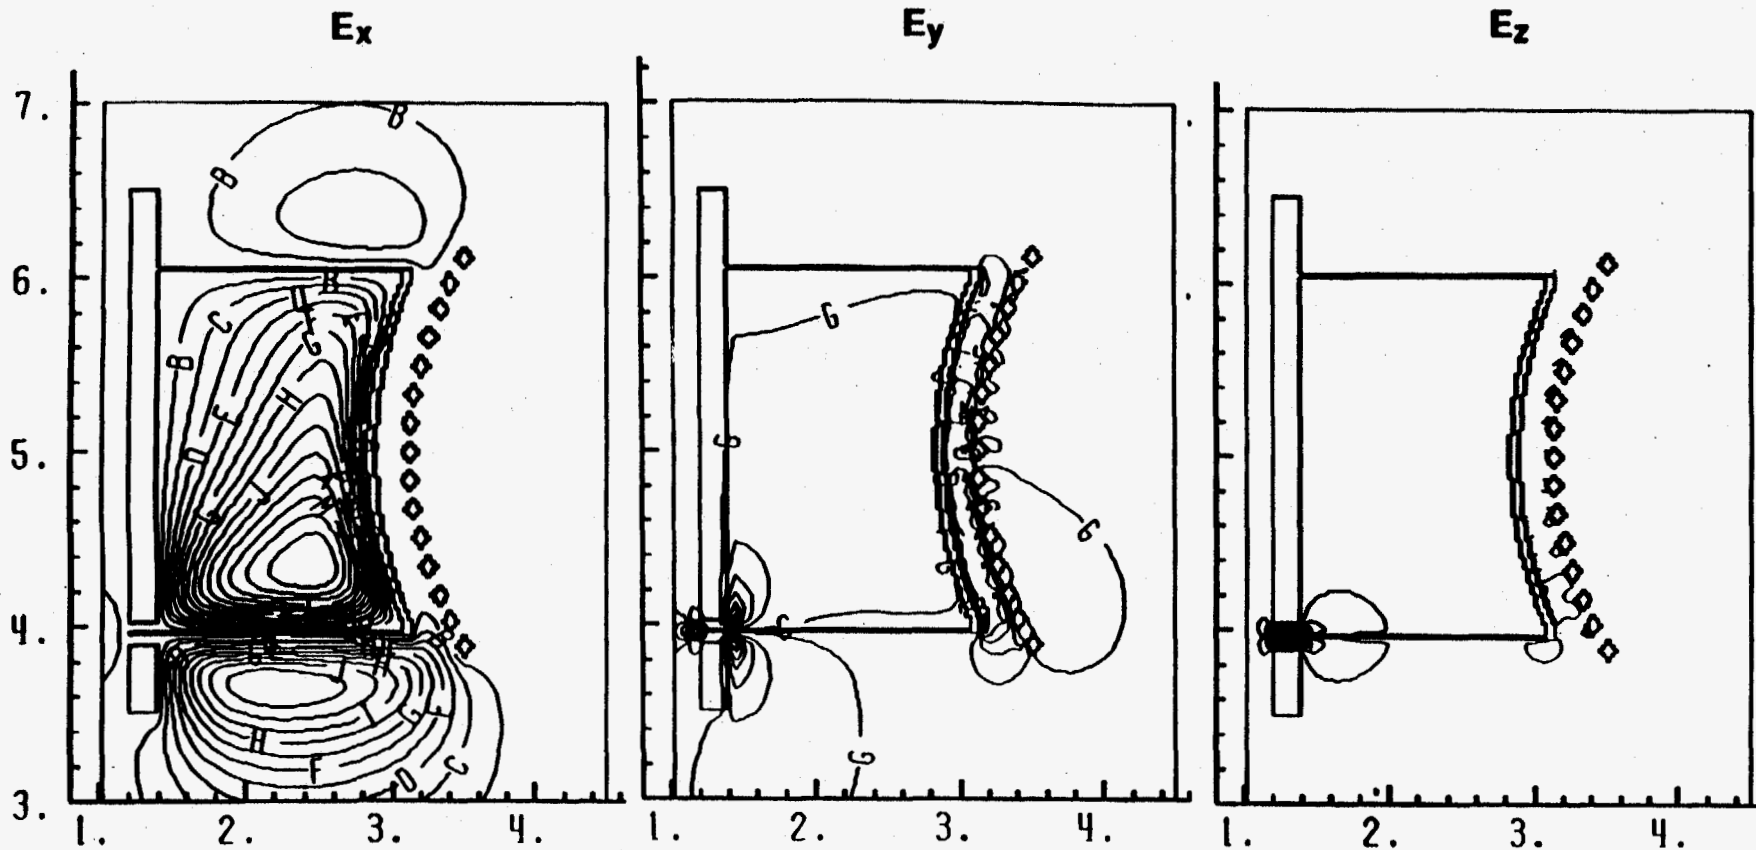 Ex Ey Ez
7.
6.
5.
4.
3.
1. 2. 3. 4. 1. 2. 3. 4. 1. 2. 3. 4.
B
B
B
C
G
B
F
H
D
J
J
H
F
D
C
G
G
G
G
G
G